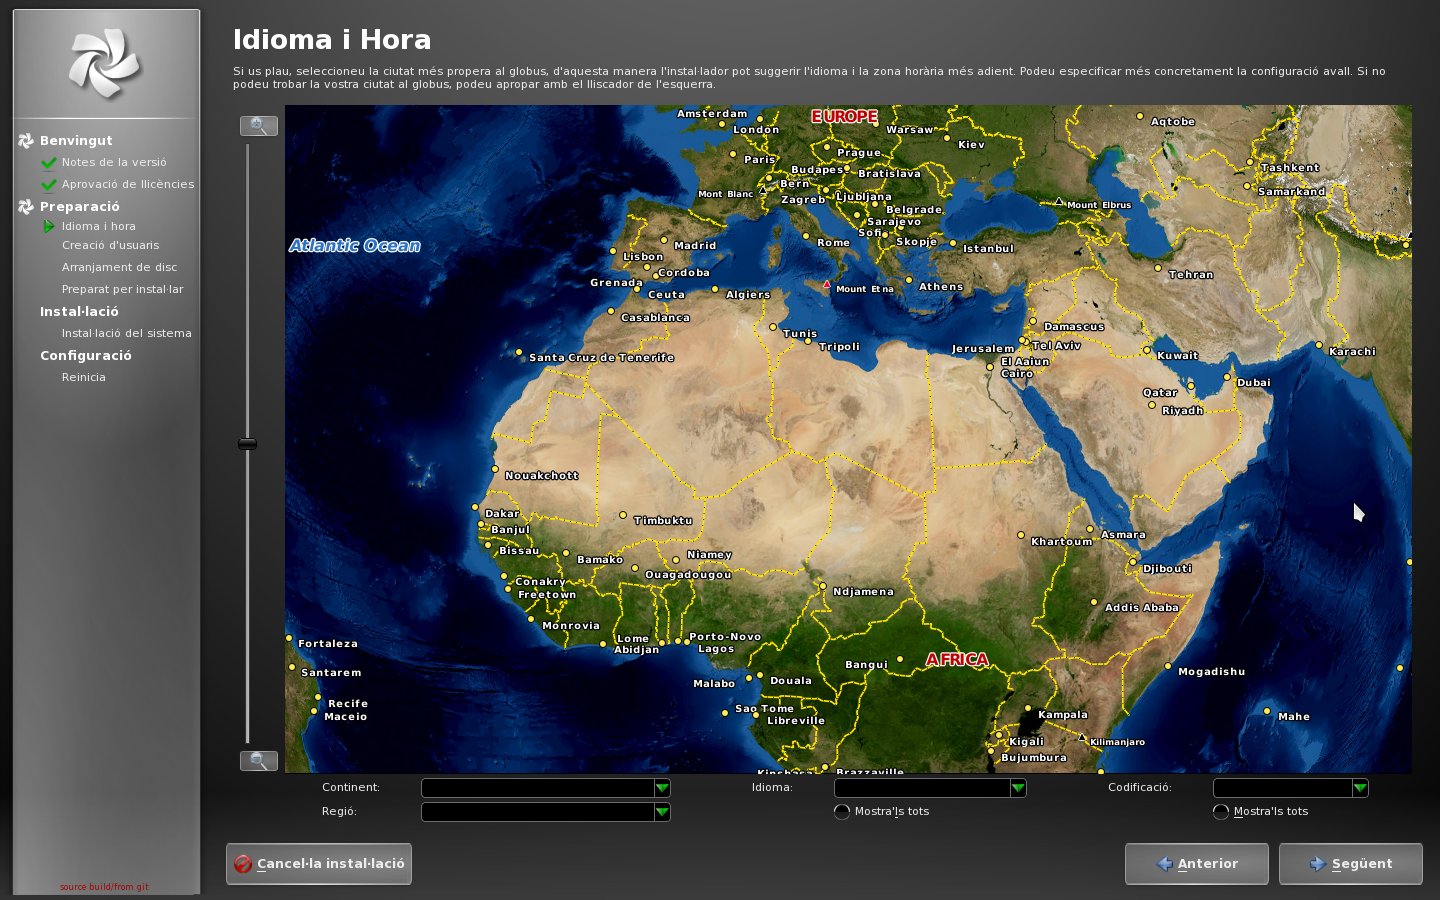 Idioma i Hora
Si us plau, seleccioneu la ciutat més propera al globus, d'aquesta manera l'instal·lador pot suggerir l'idioma i la zona horària més adient. Podeu especificar més concretament la configuració avall. Si no
podeu trobar la vostra ciutat al globus, podeu apropar amb el lliscador de l'esquerra.
Benvingut
Notes de la versió
Aprovació de llicències
Preparació
Idioma i hora
Creació d'usuaris
Arranjament de disc
Preparat per instal·lar
Instal·lació
Instal·lació del sistema
Configuració
Reinicia
source build/from git
Amsterdam
London
EUROPE
Warsaw
Kiev
Aqtobe
Paris
Prague
Budapes
Bratislava
Tashkent
Bern
Samarkand
Mont Blanc
Zagreb
Ljubljana
Belgrade
Mount Elbrus
Sarajevo
Sofi
Skopje
Atlantic Ocean
Madrid
Rome
Istanbul
Lisbon
Cordoba
Tehran
Grenada
Ceuta
Algiers
Mount Etna
Athens
Casablanca
Damascus
Tunis
Tripoli
Jerusalem
Tel Aviv
Santa Cruz de Tenerife
El Aaiun
Cairo
Kuwait
Karachi
Qatar
Dubai
Riyadh
Nouakchott
Dakar
Banjul
Timbuktu
Khartoum
Asmara
Bissau
Bamako
Niamey
Ouagadougou
Djibouti
Conakry
Freetown
Ndjamena
Addis Ababa
Monrovia
Lome
Abidjan
Porto-Novo
Lagos
Fortaleza
Bangui
AFRICA
Santarem
Malabo
Douala
Mogadishu
Recife
Maceio
Sao Tome
Libreville
Kampala
Mahe
Kigali
Kilimanjaro
Bujumbura
Kinshasa
Brazzaville
Continent:
Idioma:
Codificació:
Regió:
Mostra'ls tots
Mostra'ls tots
Cancel·la instal·lació
Anterior
Següent